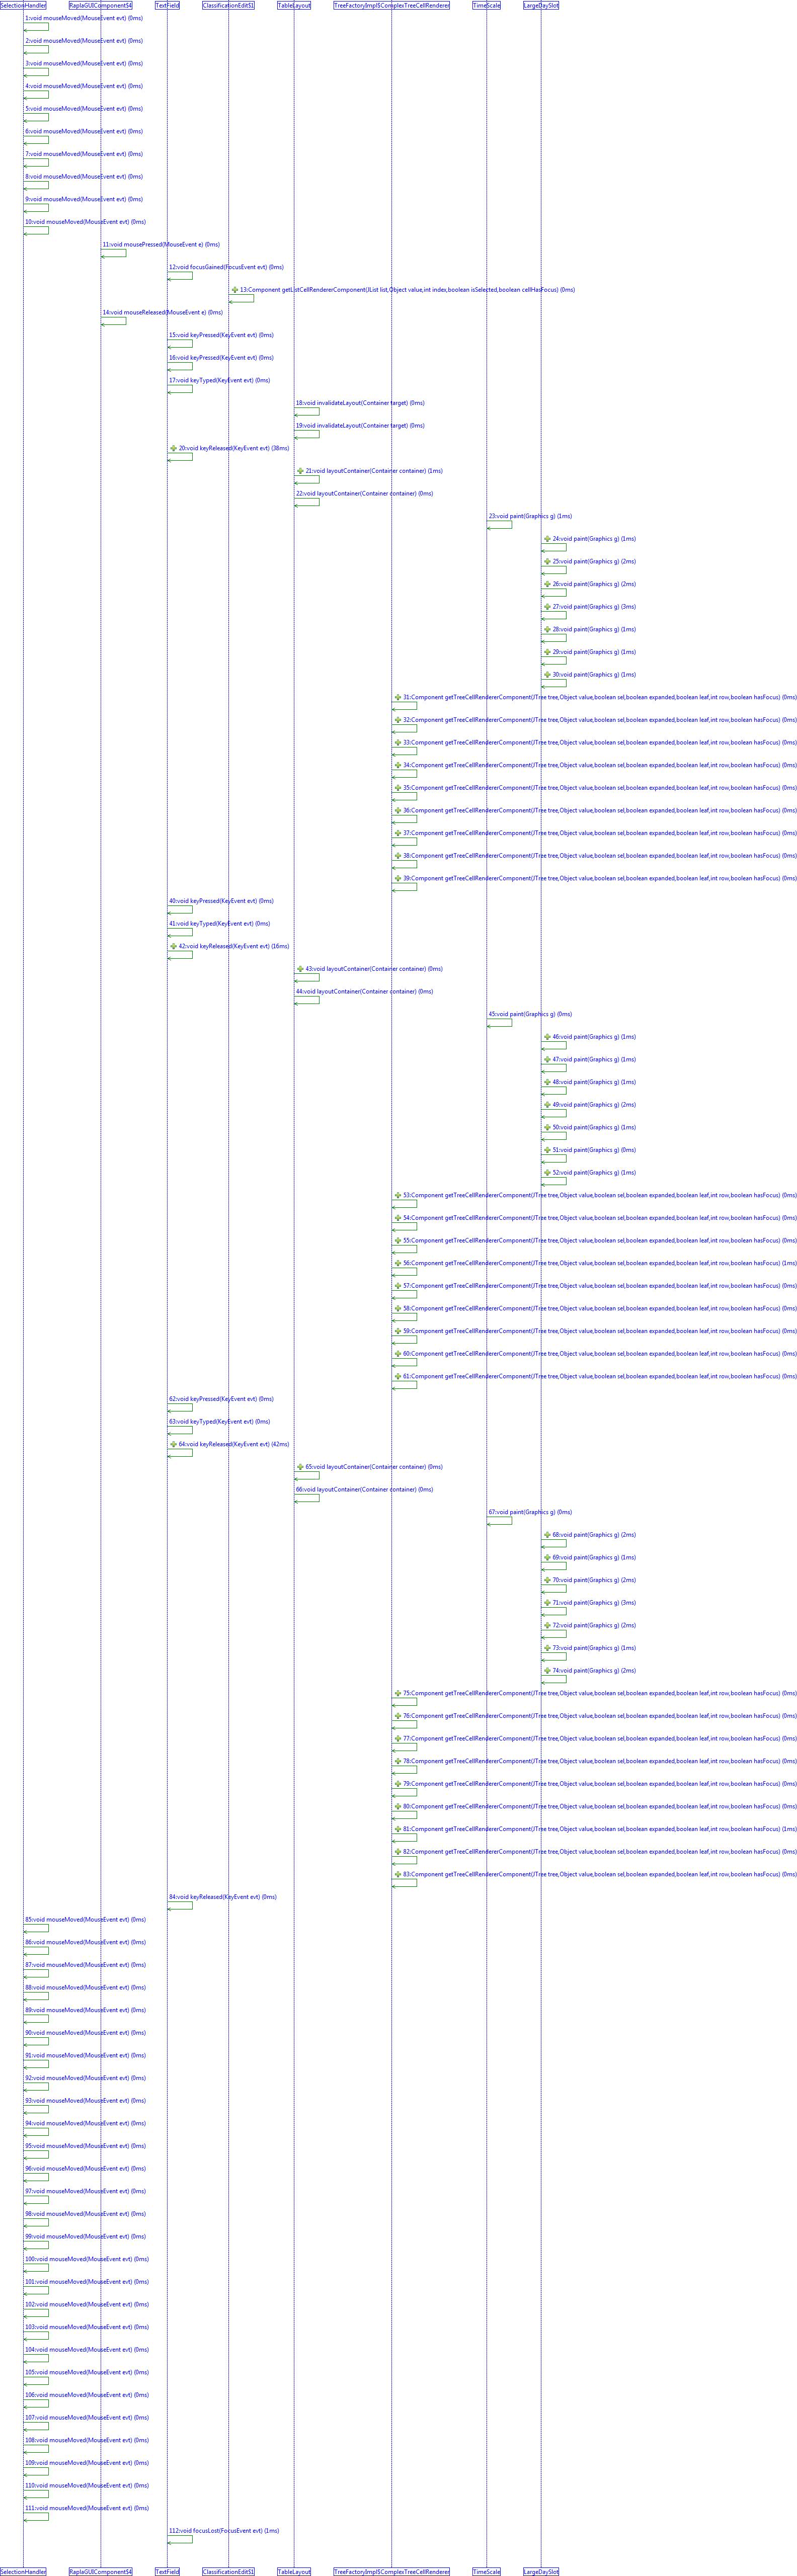 SelectionHandler RaplaGUIComponent$4 TextField ClassificationEdit$1 TableLayout TreeFactoryImpl$ComplexTreeCellRenderer TimeScale LargeDaySlot
1:void mouseMoved(MouseEvent evt) (0ms)
2:void mouseMoved(MouseEvent evt) (0ms)
3:void mouseMoved(MouseEvent evt) (0ms)
4:void mouseMoved(MouseEvent evt) (0ms)
5:void mouseMoved(MouseEvent evt) (0ms)
6:void mouseMoved(MouseEvent evt) (0ms)
7:void mouseMoved(MouseEvent evt) (0ms)
8:void mouseMoved(MouseEvent evt) (0ms)
9:void mouseMoved(MouseEvent evt) (0ms)
10:void mouseMoved(MouseEvent evt) (0ms)
11:void mousePressed(MouseEvent e) (0ms)
12:void focusGained(FocusEvent evt) (0ms)
13:Component getListCellRendererComponent(JList list,Object value,int index,boolean isSelected,boolean cellHasFocus) (0ms)
14:void mouseReleased(MouseEvent e) (0ms)
15:void keyPressed(KeyEvent evt) (0ms)
16:void keyPressed(KeyEvent evt) (0ms)
17:void keyTyped(KeyEvent evt) (0ms)
18:void invalidateLayout(Container target) (0ms)
19:void invalidateLayout(Container target) (0ms)
20:void keyReleased(KeyEvent evt) (38ms)
21:void layoutContainer(Container container) (1ms)
22:void layoutContainer(Container container) (0ms)
23:void paint(Graphics g) (1ms)
24:void paint(Graphics g) (1ms)
25:void paint(Graphics g) (2ms)
26:void paint(Graphics g) (2ms)
27:void paint(Graphics g) (3ms)
28:void paint(Graphics g) (1ms)
29:void paint(Graphics g) (1ms)
30:void paint(Graphics g) (1ms)
31:Component getTreeCellRendererComponent(JTree tree,Object value,boolean sel,boolean expanded,boolean leaf,int row,boolean hasFocus) (0ms)
32:Component getTreeCellRendererComponent(JTree tree,Object value,boolean sel,boolean expanded,boolean leaf,int row,boolean hasFocus) (0ms)
33:Component getTreeCellRendererComponent(JTree tree,Object value,boolean sel,boolean expanded,boolean leaf,int row,boolean hasFocus) (0ms)
34:Component getTreeCellRendererComponent(JTree tree,Object value,boolean sel,boolean expanded,boolean leaf,int row,boolean hasFocus) (0ms)
35:Component getTreeCellRendererComponent(JTree tree,Object value,boolean sel,boolean expanded,boolean leaf,int row,boolean hasFocus) (0ms)
36:Component getTreeCellRendererComponent(JTree tree,Object value,boolean sel,boolean expanded,boolean leaf,int row,boolean hasFocus) (0ms)
37:Component getTreeCellRendererComponent(JTree tree,Object value,boolean sel,boolean expanded,boolean leaf,int row,boolean hasFocus) (0ms)
38:Component getTreeCellRendererComponent(JTree tree,Object value,boolean sel,boolean expanded,boolean leaf,int row,boolean hasFocus) (0ms)
39:Component getTreeCellRendererComponent(JTree tree,Object value,boolean sel,boolean expanded,boolean leaf,int row,boolean hasFocus) (0ms)
40:void keyPressed(KeyEvent evt) (0ms)
41:void keyTyped(KeyEvent evt) (0ms)
42:void keyReleased(KeyEvent evt) (16ms)
43:void layoutContainer(Container container) (0ms)
44:void layoutContainer(Container container) (0ms)
45:void paint(Graphics g) (0ms)
46:void paint(Graphics g) (1ms)
47:void paint(Graphics g) (1ms)
48:void paint(Graphics g) (1ms)
49:void paint(Graphics g) (2ms)
50:void paint(Graphics g) (1ms)
51:void paint(Graphics g) (0ms)
52:void paint(Graphics g) (1ms)
53:Component getTreeCellRendererComponent(JTree tree,Object value,boolean sel,boolean expanded,boolean leaf,int row,boolean hasFocus) (0ms)
54:Component getTreeCellRendererComponent(JTree tree,Object value,boolean sel,boolean expanded,boolean leaf,int row,boolean hasFocus) (0ms)
55:Component getTreeCellRendererComponent(JTree tree,Object value,boolean sel,boolean expanded,boolean leaf,int row,boolean hasFocus) (0ms)
56:Component getTreeCellRendererComponent(JTree tree,Object value,boolean sel,boolean expanded,boolean leaf,int row,boolean hasFocus) (1ms)
57:Component getTreeCellRendererComponent(JTree tree,Object value,boolean sel,boolean expanded,boolean leaf,int row,boolean hasFocus) (0ms)
58:Component getTreeCellRendererComponent(JTree tree,Object value,boolean sel,boolean expanded,boolean leaf,int row,boolean hasFocus) (0ms)
59:Component getTreeCellRendererComponent(JTree tree,Object value,boolean sel,boolean expanded,boolean leaf,int row,boolean hasFocus) (0ms)
60:Component getTreeCellRendererComponent(JTree tree,Object value,boolean sel,boolean expanded,boolean leaf,int row,boolean hasFocus) (0ms)
61:Component getTreeCellRendererComponent(JTree tree,Object value,boolean sel,boolean expanded,boolean leaf,int row,boolean hasFocus) (0ms)
62:void keyPressed(KeyEvent evt) (0ms)
63:void keyTyped(KeyEvent evt) (0ms)
64:void keyReleased(KeyEvent evt) (42ms)
65:void layoutContainer(Container container) (0ms)
66:void layoutContainer(Container container) (0ms)
67:void paint(Graphics g) (0ms)
68:void paint(Graphics g) (2ms)
69:void paint(Graphics g) (1ms)
70:void paint(Graphics g) (2ms)
71:void paint(Graphics g) (3ms)
72:void paint(Graphics g) (2ms)
73:void paint(Graphics g) (1ms)
74:void paint(Graphics g) (2ms)
75:Component getTreeCellRendererComponent(JTree tree,Object value,boolean sel,boolean expanded,boolean leaf,int row,boolean hasFocus) (0ms)
76:Component getTreeCellRendererComponent(JTree tree,Object value,boolean sel,boolean expanded,boolean leaf,int row,boolean hasFocus) (0ms)
77:Component getTreeCellRendererComponent(JTree tree,Object value,boolean sel,boolean expanded,boolean leaf,int row,boolean hasFocus) (0ms)
78:Component getTreeCellRendererComponent(JTree tree,Object value,boolean sel,boolean expanded,boolean leaf,int row,boolean hasFocus) (0ms)
79:Component getTreeCellRendererComponent(JTree tree,Object value,boolean sel,boolean expanded,boolean leaf,int row,boolean hasFocus) (0ms)
80:Component getTreeCellRendererComponent(JTree tree,Object value,boolean sel,boolean expanded,boolean leaf,int row,boolean hasFocus) (0ms)
81:Component getTreeCellRendererComponent(JTree tree,Object value,boolean sel,boolean expanded,boolean leaf,int row,boolean hasFocus) (1ms)
82:Component getTreeCellRendererComponent(JTree tree,Object value,boolean sel,boolean expanded,boolean leaf,int row,boolean hasFocus) (0ms)
83:Component getTreeCellRendererComponent(JTree tree,Object value,boolean sel,boolean expanded,boolean leaf,int row,boolean hasFocus) (0ms)
84:void keyReleased(KeyEvent evt) (0ms)
85:void mouseMoved(MouseEvent evt) (0ms)
86:void mouseMoved(MouseEvent evt) (0ms)
87:void mouseMoved(MouseEvent evt) (0ms)
88:void mouseMoved(MouseEvent evt) (0ms)
89:void mouseMoved(MouseEvent evt) (0ms)
90:void mouseMoved(MouseEvent evt) (0ms)
91:void mouseMoved(MouseEvent evt) (0ms)
92:void mouseMoved(MouseEvent evt) (0ms)
93:void mouseMoved(MouseEvent evt) (0ms)
94:void mouseMoved(MouseEvent evt) (0ms)
95:void mouseMoved(MouseEvent evt) (0ms)
96:void mouseMoved(MouseEvent evt) (0ms)
97:void mouseMoved(MouseEvent evt) (0ms)
98:void mouseMoved(MouseEvent evt) (0ms)
99:void mouseMoved(MouseEvent evt) (0ms)
100:void mouseMoved(MouseEvent evt) (0ms)
101:void mouseMoved(MouseEvent evt) (0ms)
102:void mouseMoved(MouseEvent evt) (0ms)
103:void mouseMoved(MouseEvent evt) (0ms)
104:void mouseMoved(MouseEvent evt) (0ms)
105:void mouseMoved(MouseEvent evt) (0ms)
106:void mouseMoved(MouseEvent evt) (0ms)
107:void mouseMoved(MouseEvent evt) (0ms)
108:void mouseMoved(MouseEvent evt) (0ms)
109:void mouseMoved(MouseEvent evt) (0ms)
110:void mouseMoved(MouseEvent evt) (0ms)
111:void mouseMoved(MouseEvent evt) (0ms)
112:void focusLost(FocusEvent evt) (1ms)
SelectionHandler RaplaGUIComponent$4 TextField ClassificationEdit$1 TableLayout TreeFactoryImpl$ComplexTreeCellRenderer TimeScale LargeDaySlot